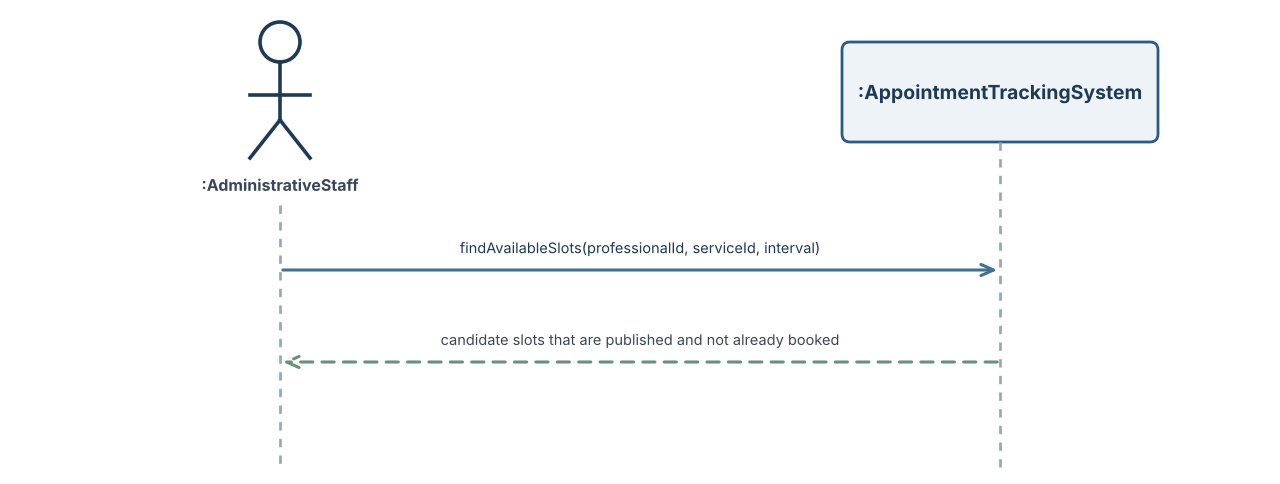 :AppointmentTrackingSystem
:AdministrativeStaff
findAvailableSlots(professionalId, serviceId, interval)
candidate slots that are published and not already booked